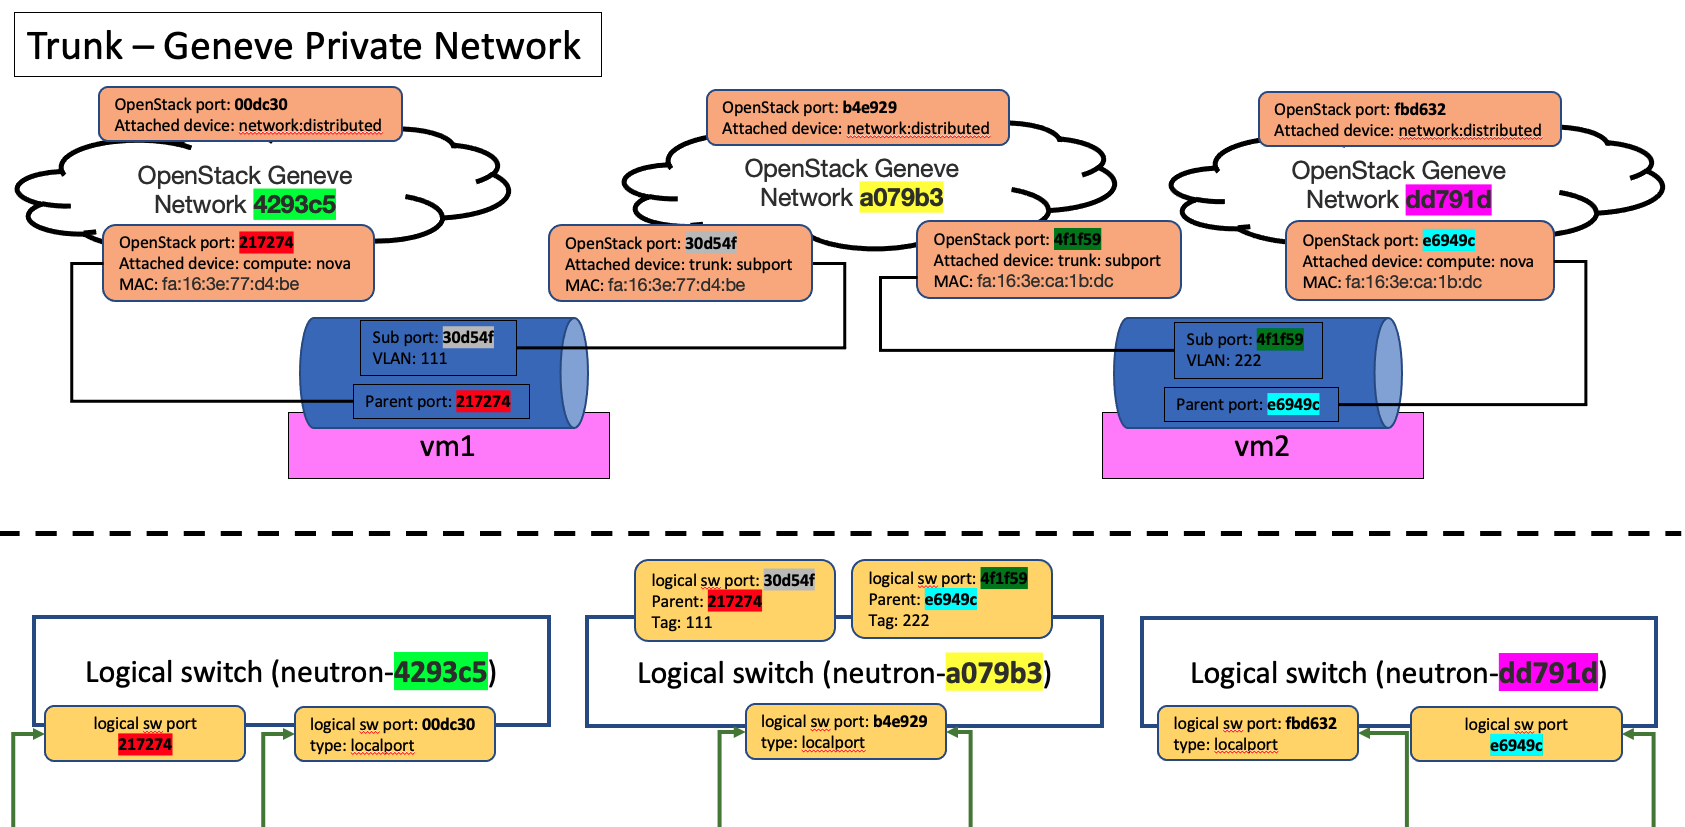 Trunk – Geneve Private Network
OpenStack port: 00dc30
Attached device: network:distributed
OpenStack Geneve
Network 4293c5
OpenStack port: 217274
Attached device: compute: nova
MAC: fa:16:3e:77:d4:be
OpenStack port: b4e929
Attached device: network:distributed
OpenStack Geneve
Network a079b3
OpenStack port: 30d54f
Attached device: trunk: subport
MAC: fa:16:3e:77:d4:be
OpenStack port: 4f1f59
Attached device: trunk: subport
MAC: fa:16:3e:ca:1b:dc
OpenStack port: fbd632
Attached device: network:distributed
OpenStack Geneve
Network dd791d
OpenStack port: e6949c
Attached device: compute: nova
MAC: fa:16:3e:ca:1b:dc
Sub port: 30d54f
VLAN: 111
Parent port: 217274
vm1
Sub port: 4f1f59
VLAN: 222
Parent port: e6949c
vm2
Logical switch (neutron-4293c5)
logical sw port
217274
logical sw port: 00dc30
type: localport
logical sw port: 30d54f
Parent: 217274
Tag: 111
logical sw port: 4f1f59
Parent: e6949c
Tag: 222
Logical switch (neutron-a079b3)
logical sw port: b4e929
type: localport
Logical switch (neutron-dd791d)
logical sw port: fbd632
type: localport
logical sw port
e6949c